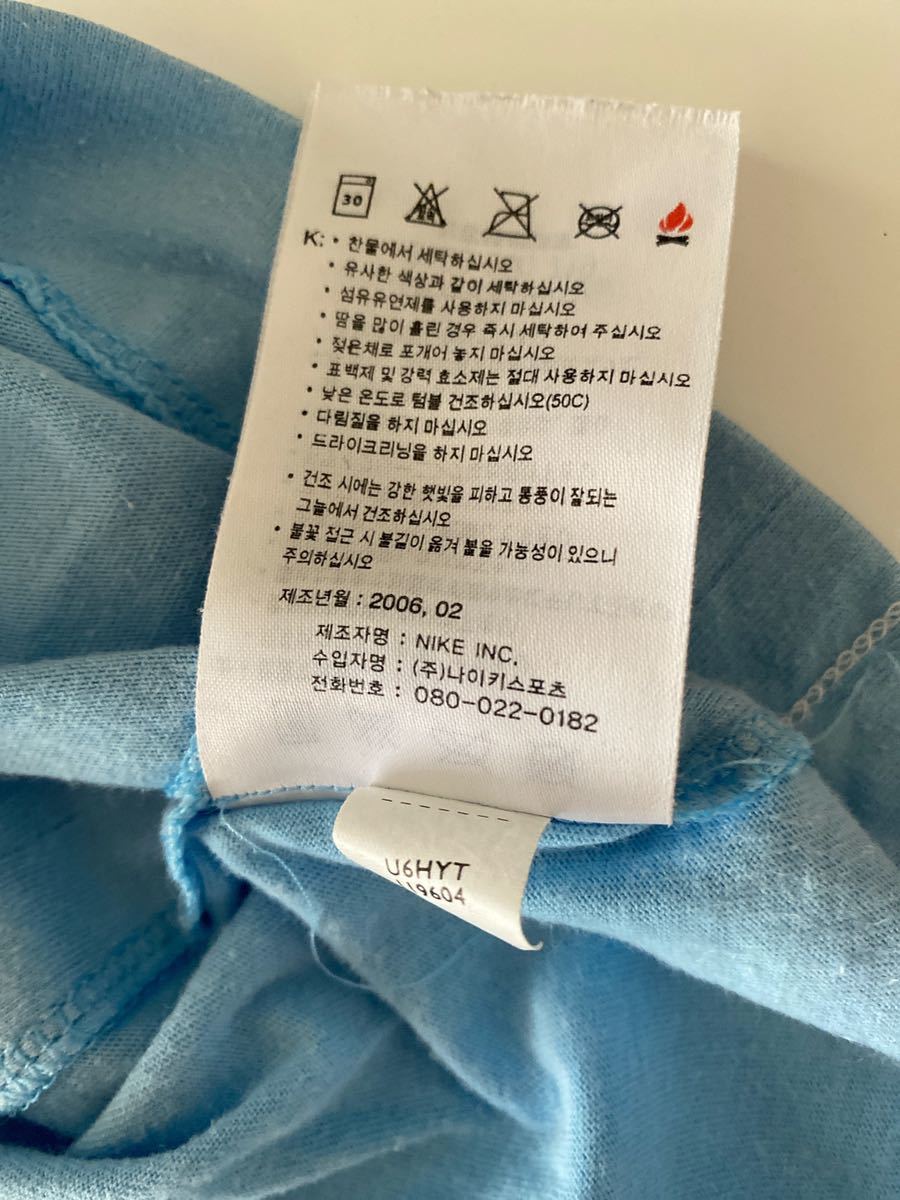 30
K: • 찬물에서 세탁하십시오
• 유사한 색상과 같이 세탁하십시오
• 섬유유연제를 사용하지 마십시오
• 땀을 많이 흘린 경우 즉시 세탁하여 주십시오
• 젖은채로 포개어 놓지 마십시오
• 표백제 및 강력 효소제는 절대 사용하지 마십시오
• 낮은 온도로 텀블 건조하십시오(50C)
• 다림질을 하지 마십시오
• 드라이크리닝을 하지 마십시오
• 건조 시에는 강한 햇빛을 피하고 통풍이 잘되는
그늘에서 건조하십시오
• 불꽃 접근 시 불길이 옮겨 붙을 가능성이 있으니
주의하십시오
제조년월 : 2006, 02
제조자명 : NIKE INC.
수입자명 : (주)나이키스포츠
전화번호 : 080-022-0182
U6HYT